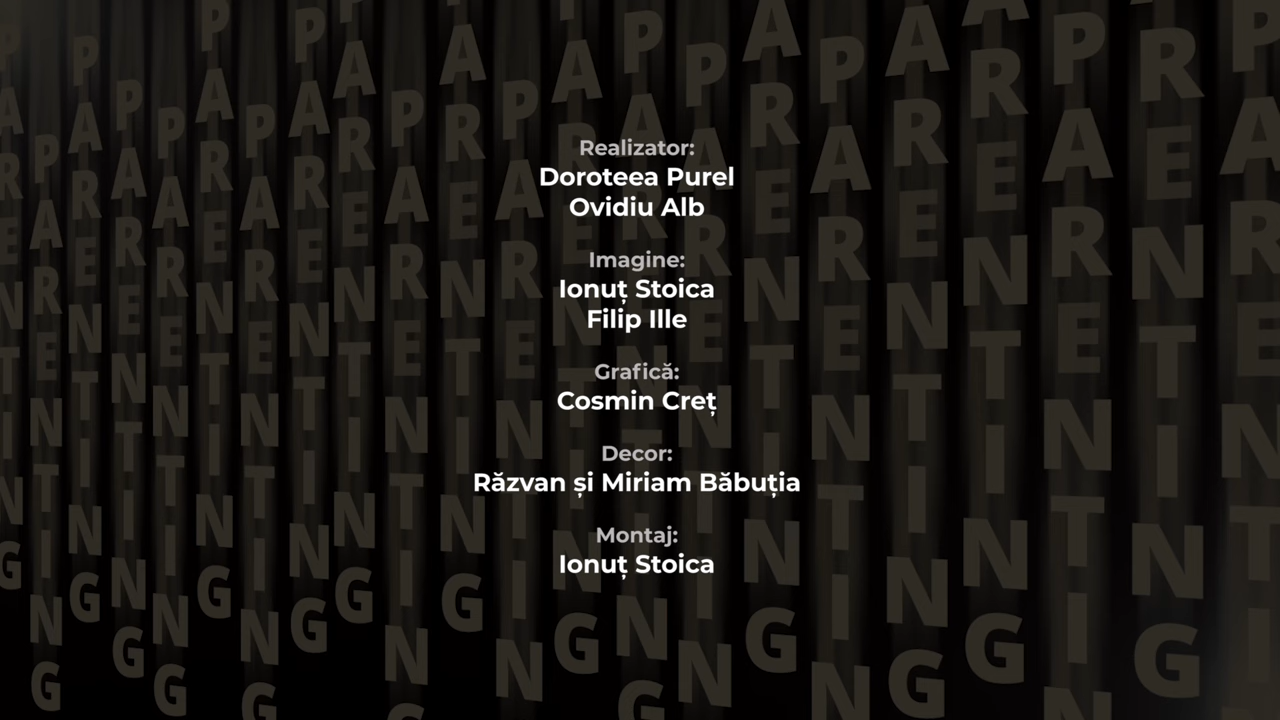 Realizator:
Doroteea Purel
Ovidiu Alb
Imagine:
Ionuț Stoica
Filip Ille
Grafică:
Cosmin Creț
Decor:
Răzvan și Miriam Băbuția
Montaj:
Ionuț Stoica
PARENTING